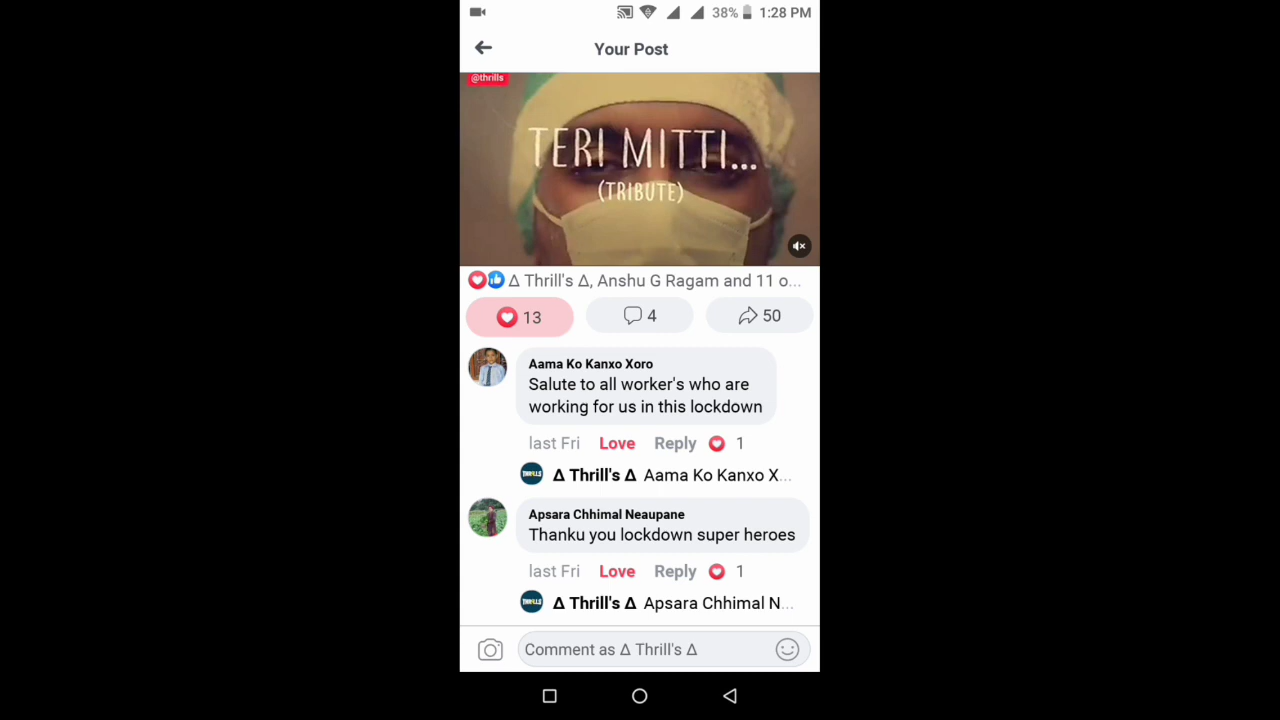 38% 1:28 PM
Your Post
@thrills
TERI MITTI...
(TRIBUTE)
Δ Thrill's Δ, Anshu G Ragam and 11 o...
13 4 50
Aama Ko Kanxo Xoro
Salute to all worker's who are
working for us in this lockdown
last Fri Love Reply 1
THRILLS Δ Thrill's Δ Aama Ko Kanxo X...
Apsara Chhimal Neaupane
Thanku you lockdown super heroes
last Fri Love Reply 1
THRILLS Δ Thrill's Δ Apsara Chhimal N...
Comment as Δ Thrill's Δ